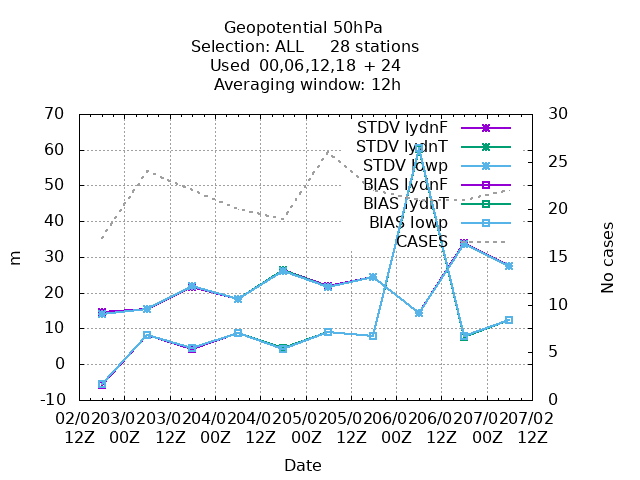 Geopotential 50hPa
Selection: ALL 28 stations
Used 00,06,12,18 + 24
Averaging window: 12h
70
60
50
40
30
20
10
0
-10
30
25
20
15
10
5
0
m
No cases
STDV lydnF
STDV lydnT
STDV lowp
BIAS lydnF
BIAS lydnT
BIAS lowp
CASES
02/02 03/02 03/02 04/02 04/02 05/02 05/02 06/02 06/02 07/02 07/02
12Z 00Z 12Z 00Z 12Z 00Z 12Z 00Z 12Z 00Z 12Z
Date